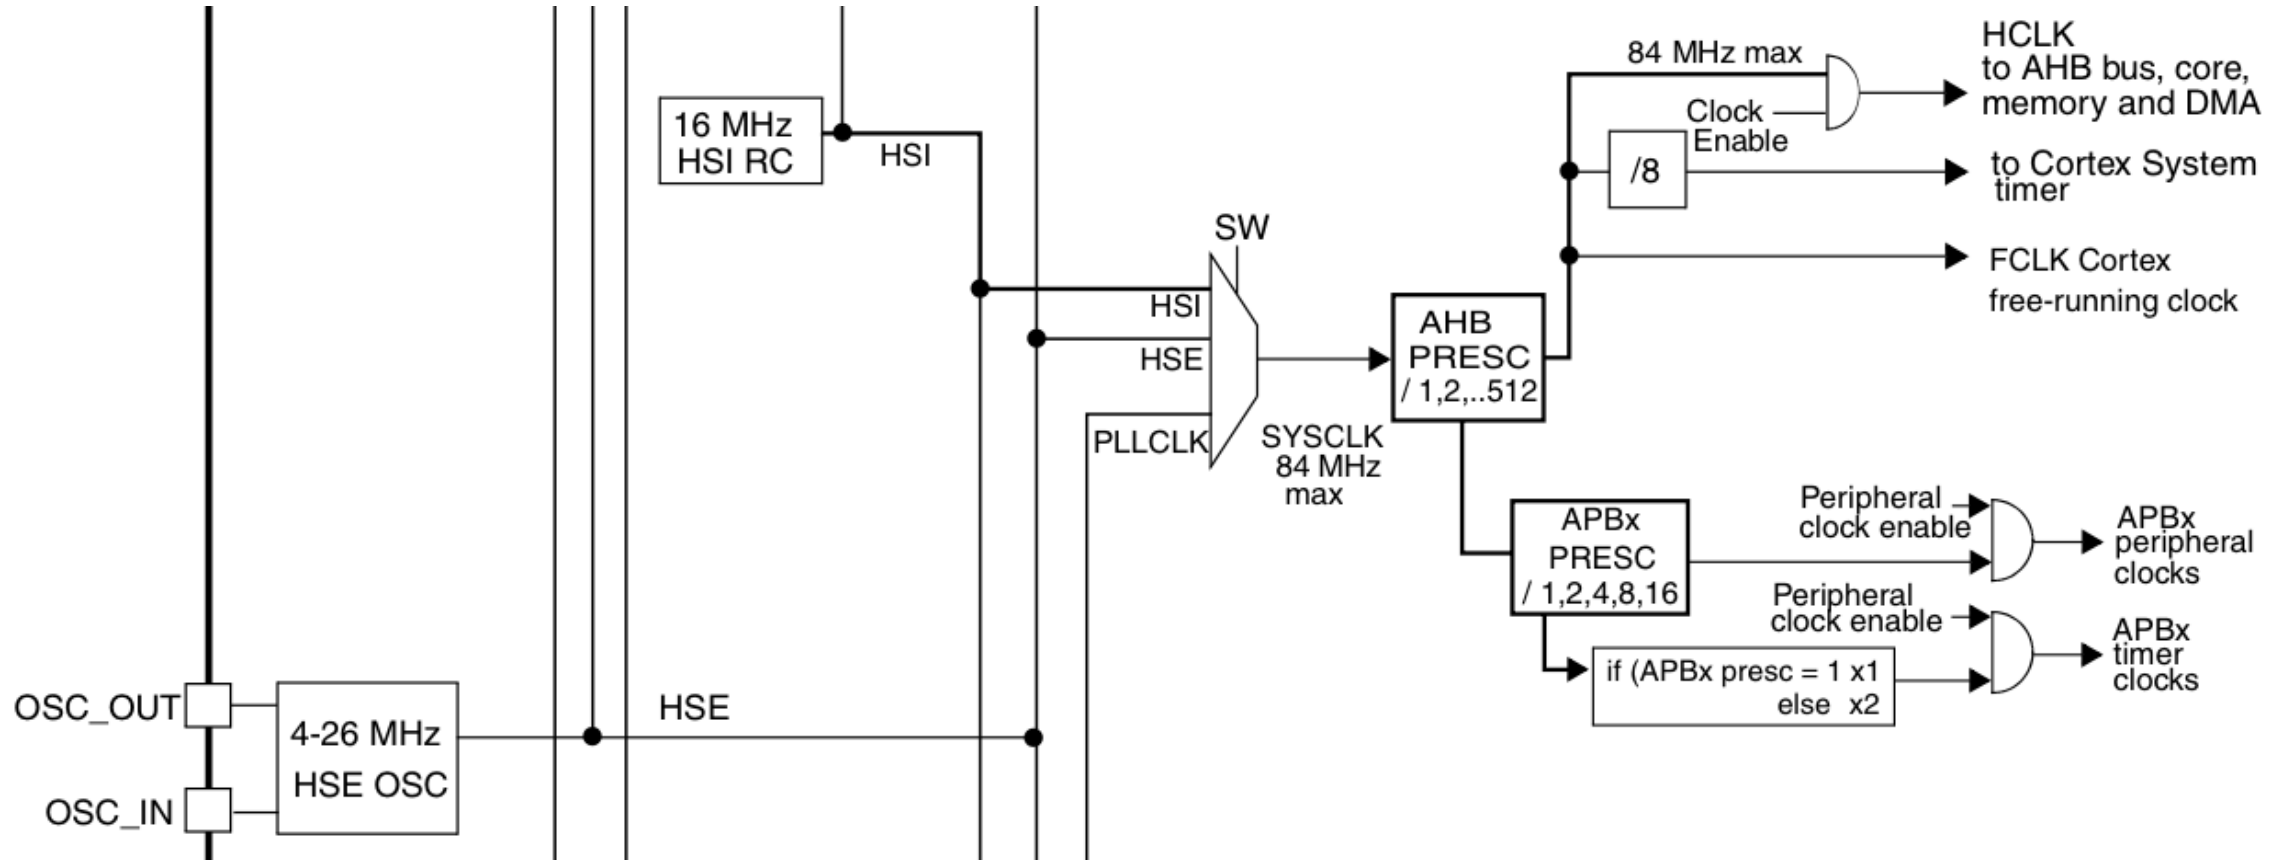 84 MHz max
HCLK
to AHB bus, core,
memory and DMA
Clock
Enable
16 MHz
HSI RC
HSI
/8
to Cortex System
timer
SW
FCLK Cortex
free-running clock
HSI
HSE
PLLCLK
SYSCLK
84 MHz
max
AHB
PRESC
/ 1,2,..512
APBx
PRESC
/ 1,2,4,8,16
Peripheral
clock enable
APBx
peripheral
clocks
Peripheral
clock enable
APBx
timer
clocks
if (APBx presc = 1 x1
else x2
OSC_OUT
OSC_IN
4-26 MHz
HSE OSC
HSE